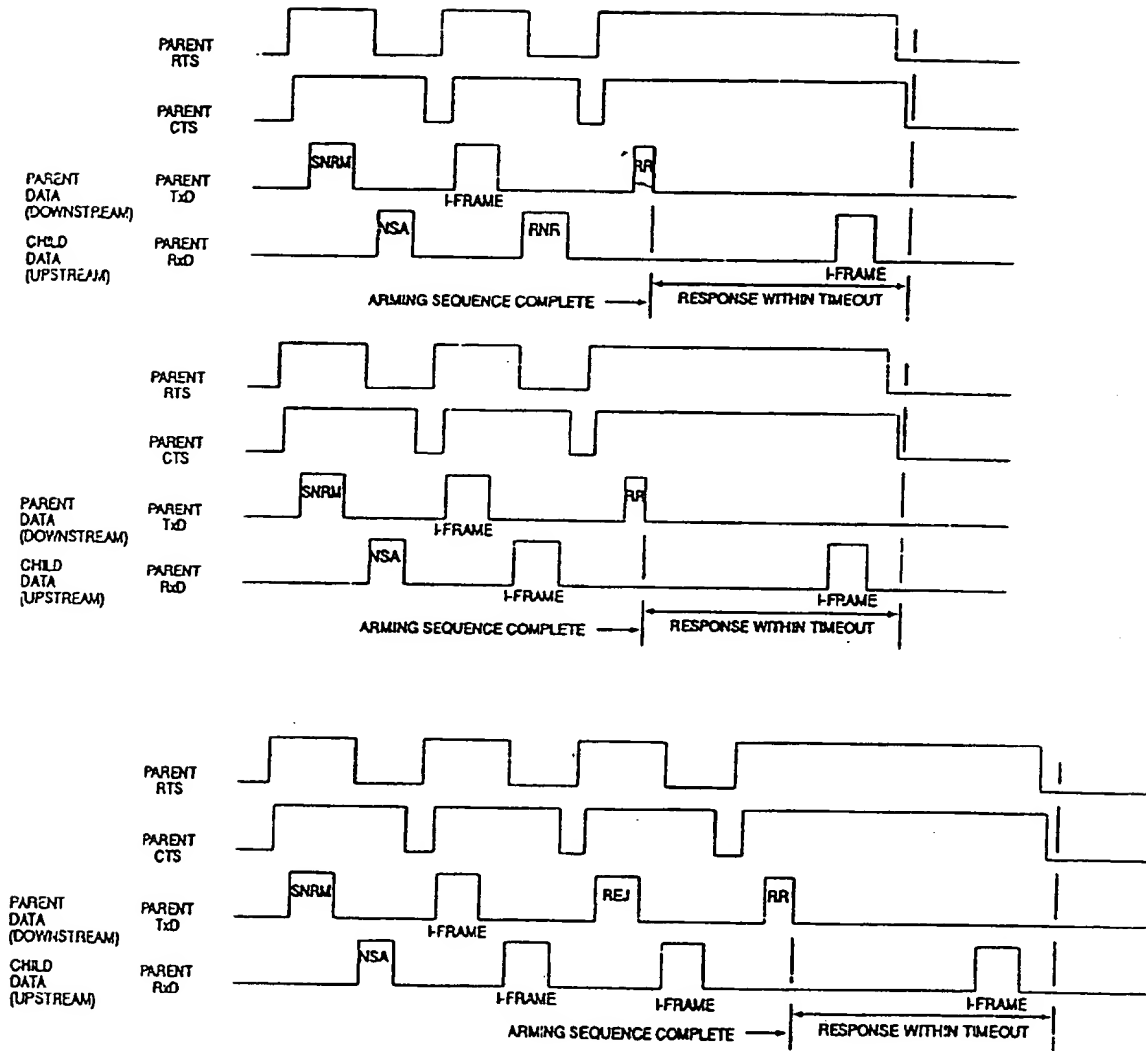 PARENT
RTS
PARENT
CTS
SNRM
RR
PARENT
DATA
(DOWNSTREAM)
PARENT
TxD
I-FRAME
NSA
RNR
CHILD
DATA
(UPSTREAM)
PARENT
RxD
I-FRAME
ARMING SEQUENCE COMPLETE
RESPONSE WITHIN TIMEOUT
PARENT
RTS
PARENT
CTS
SNRM
RR
PARENT
DATA
(DOWNSTREAM)
PARENT
TxD
I-FRAME
NSA
CHILD
DATA
(UPSTREAM)
PARENT
RxD
I-FRAME
I-FRAME
ARMING SEQUENCE COMPLETE
RESPONSE WITHIN TIMEOUT
PARENT
RTS
PARENT
CTS
SNRM
REJ
RR
PARENT
DATA
(DOWNSTREAM)
PARENT
TxD
I-FRAME
NSA
CHILD
DATA
(UPSTREAM)
PARENT
RxD
I-FRAME
I-FRAME
I-FRAME
ARMING SEQUENCE COMPLETE
RESPONSE WITHIN TIMEOUT